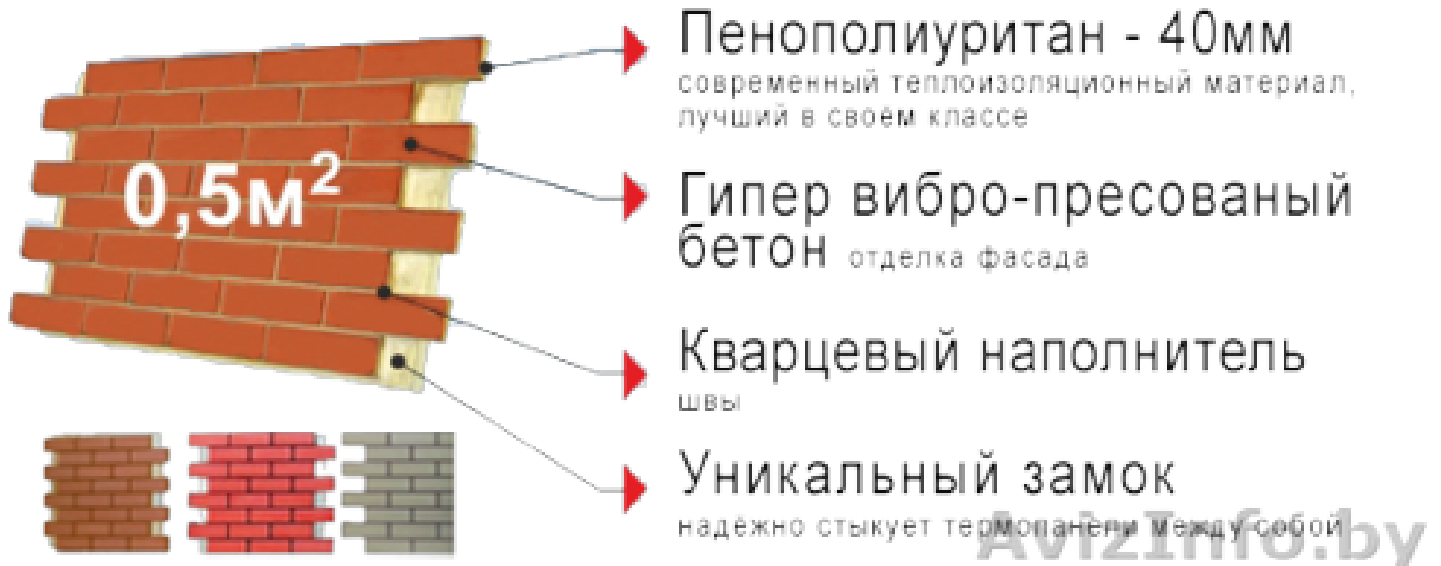 Пенополиуритан - 40мм
современный теплоизоляционный материал,
лучший в своём классе
0,5м²
Гипер вибро-пресованый
бетон отделка фасада
Кварцевый наполнитель
швы
Уникальный замок
надёжно стыкует термопанели между собой
AvizInfo.by